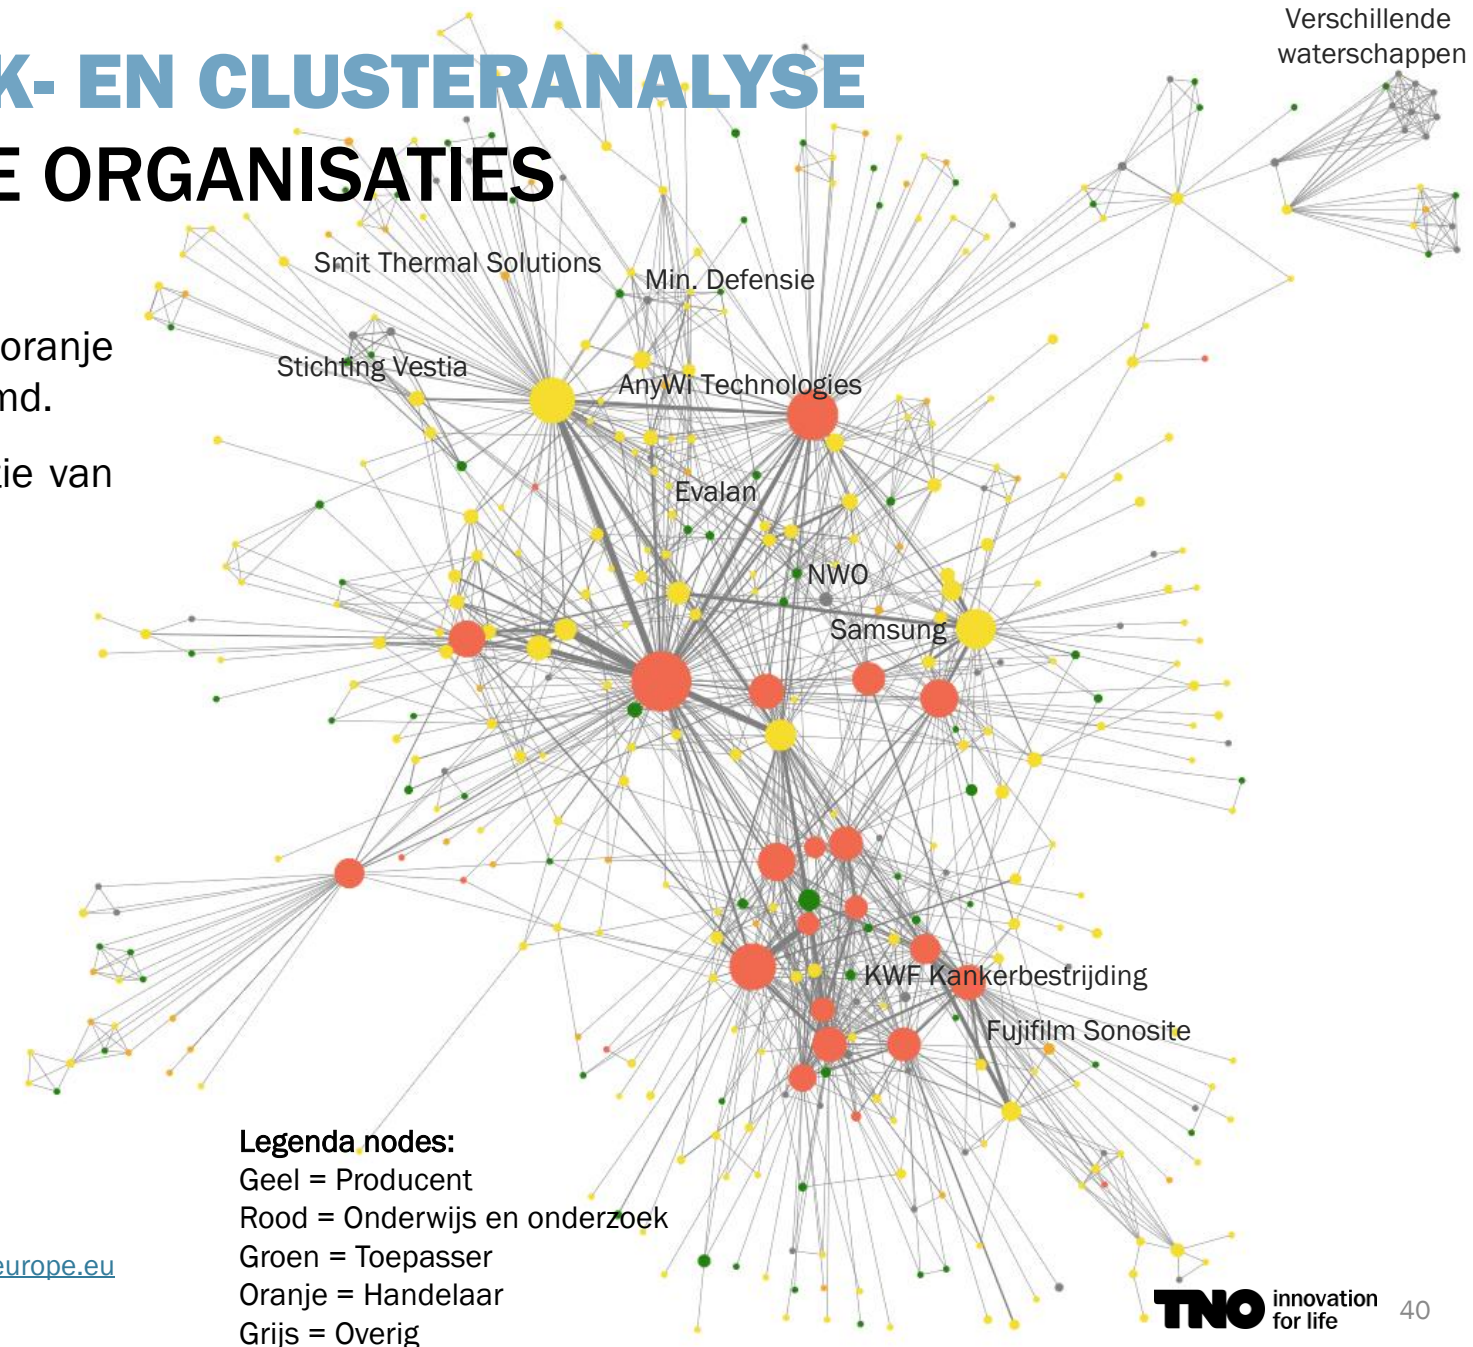 Verschillende
waterschappen
K- EN CLUSTERANALYSE
E ORGANISATIES
Smit Thermal Solutions
Min. Defensie
oranje
Stichting Vestia
AnyWi Technologies
md.
tie van
Evalan
NWO
Samsung
KWF Kankerbestrijding
Fujifilm Sonosite
Legenda nodes:
Geel = Producent
Rood = Onderwijs en onderzoek
Groen = Toepasser
europe.eu
Oranje = Handelaar
Grijs = Overig
TNO innovation
for life
40